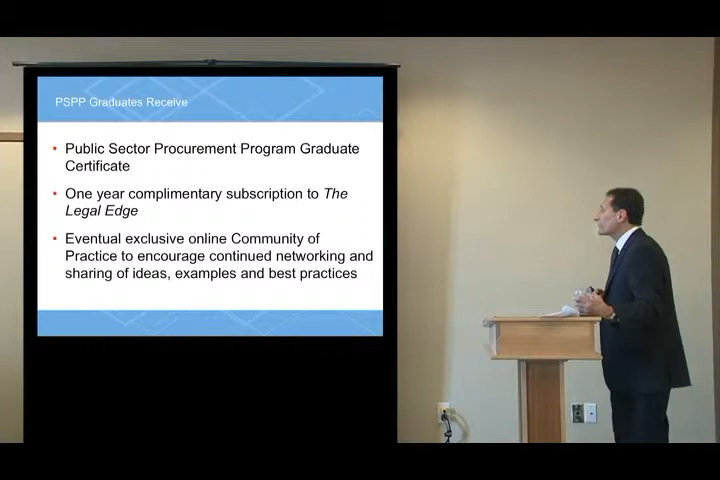 PSPP Graduates Receive
• Public Sector Procurement Program Graduate
Certificate
• One year complimentary subscription to The
Legal Edge
• Eventual exclusive online Community of
Practice to encourage continued networking and
sharing of ideas, examples and best practices